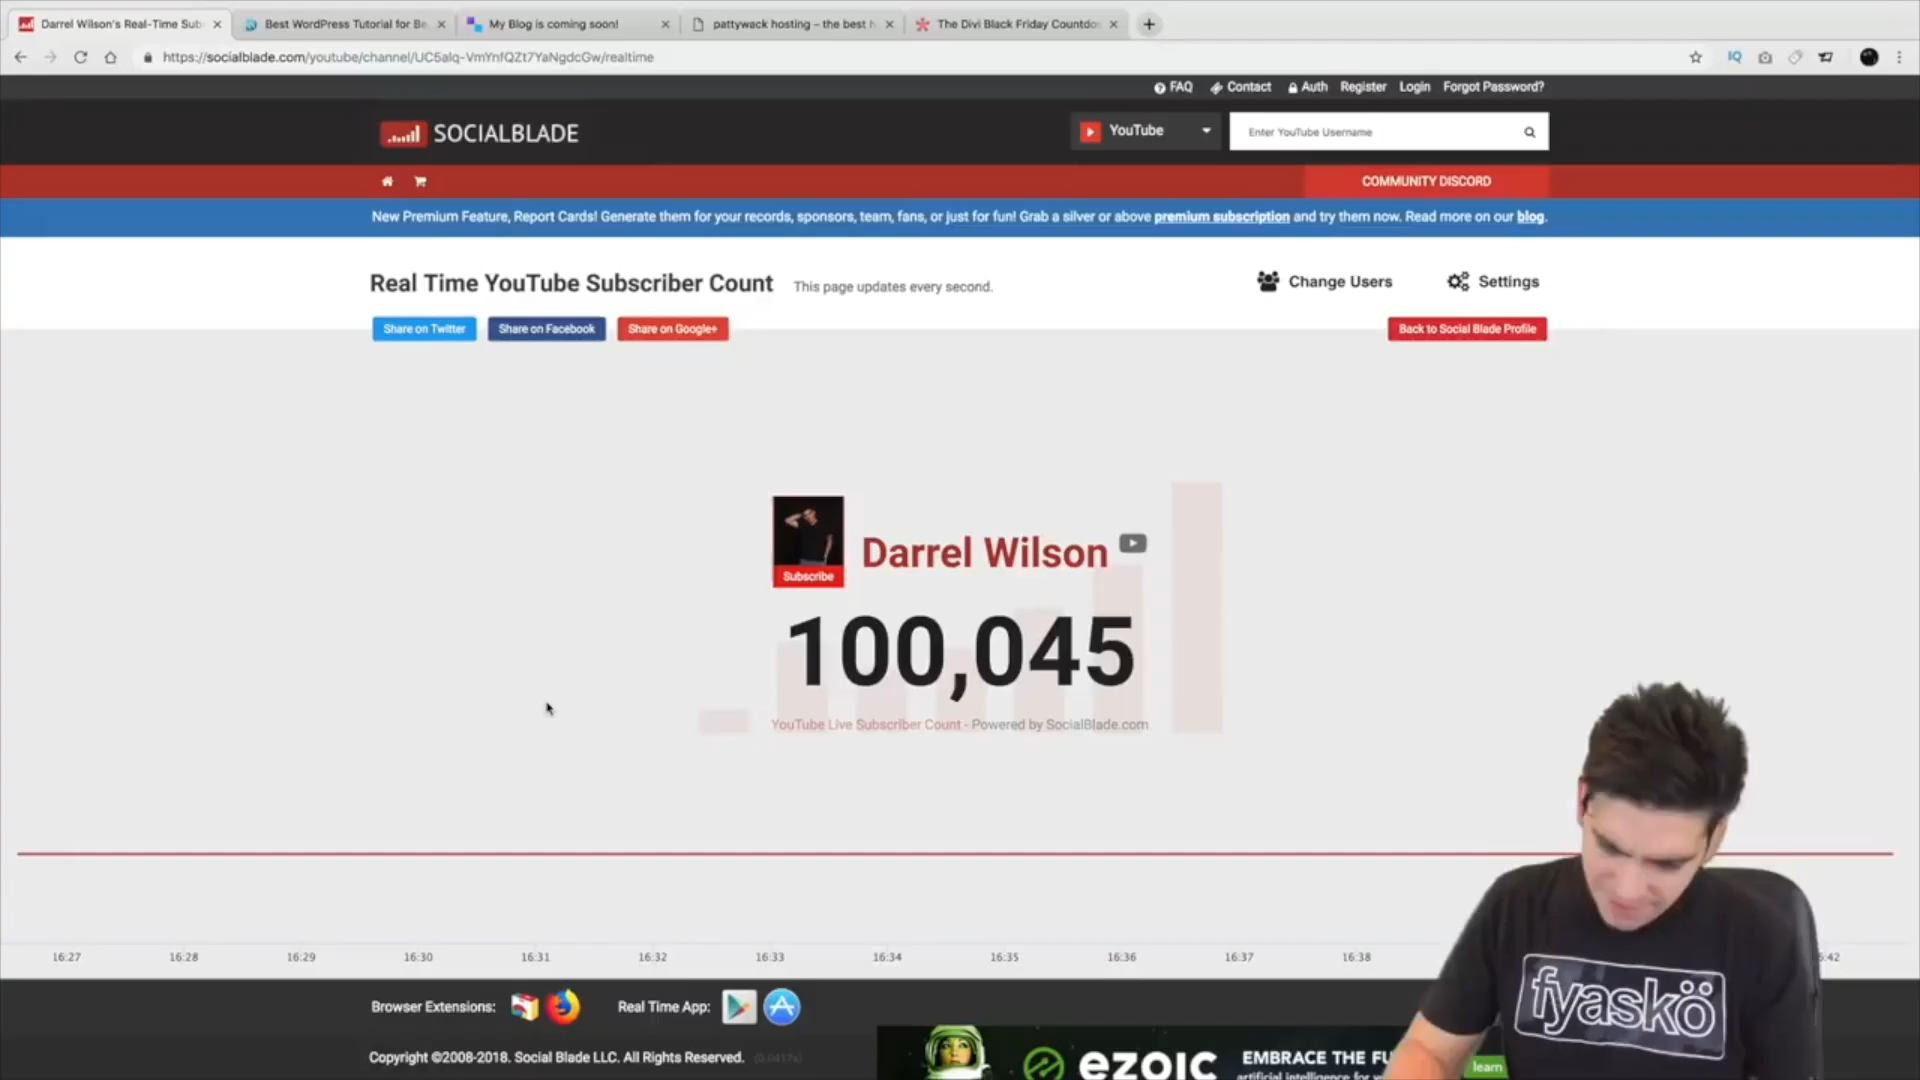 Darrel Wilson's Real-Time Sub
Best WordPress Tutorial for Be
My Blog is coming soon!
pattywack hosting – the best h
The Divi Black Friday Countdo
https://socialblade.com/youtube/channel/UC5alq-VmYnfQZt7YaNgdcGw/realtime
IQ
FAQ Contact Auth Register Login Forgot Password?
SOCIALBLADE
YouTube
Enter YouTube Username
COMMUNITY DISCORD
New Premium Feature, Report Cards! Generate them for your records, sponsors, team, fans, or just for fun! Grab a silver or above premium subscription and try them now. Read more on our blog.
Real Time YouTube Subscriber Count This page updates every second.
Change Users Settings
Share on Twitter Share on Facebook Share on Google+
Back to Social Blade Profile
Subscribe
Darrel Wilson
100,045
YouTube Live Subscriber Count - Powered by SocialBlade.com
16:27 16:28 16:29 16:30 16:31 16:32 16:33 16:34 16:35 16:36 16:37 16:38
fyaskö
Browser Extensions: Real Time App:
Copyright ©2008-2018. Social Blade LLC. All Rights Reserved.
ezoic
EMBRACE THE FU
artificial intelligence for
learn